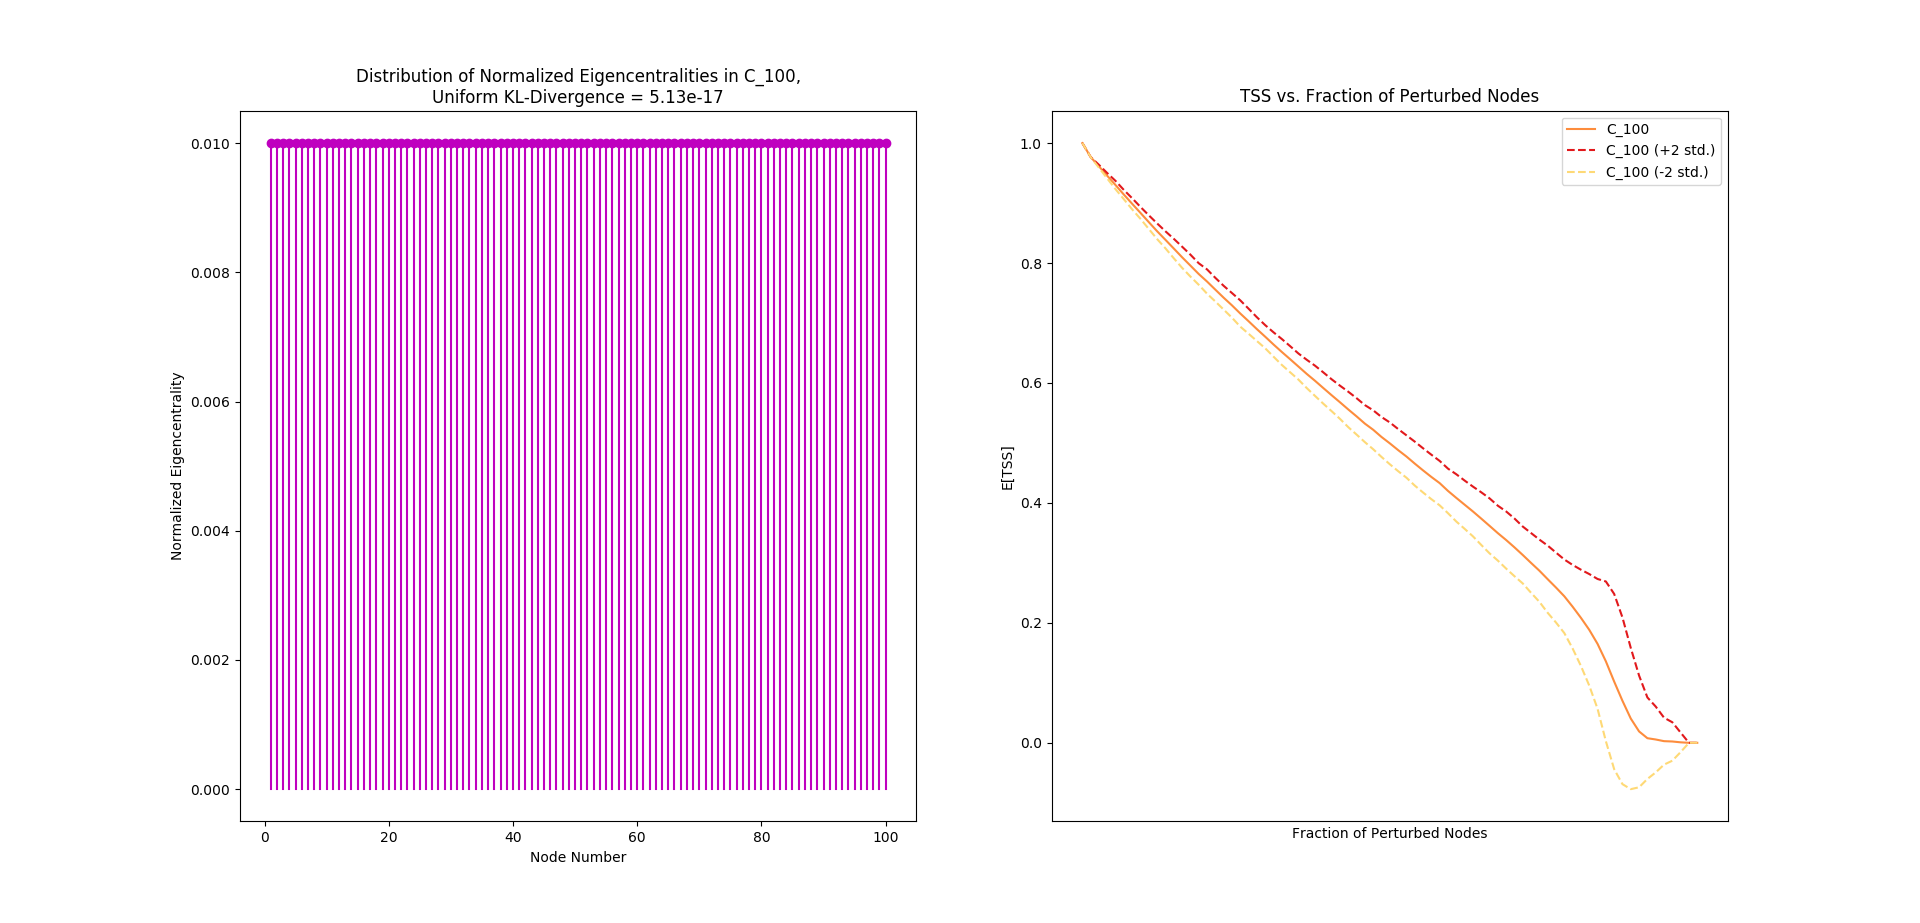 Distribution of Normalized Eigencentralities in C_100,
Uniform KL-Divergence = 5.13e-17
0.010
0.008
0.006
0.004
0.002
0.000
Normalized Eigencentrality
0 20 40 60 80 100
Node Number
TSS vs. Fraction of Perturbed Nodes
C_100
C_100 (+2 std.)
C_100 (-2 std.)
1.0
0.8
0.6
0.4
0.2
0.0
E[TSS]
Fraction of Perturbed Nodes